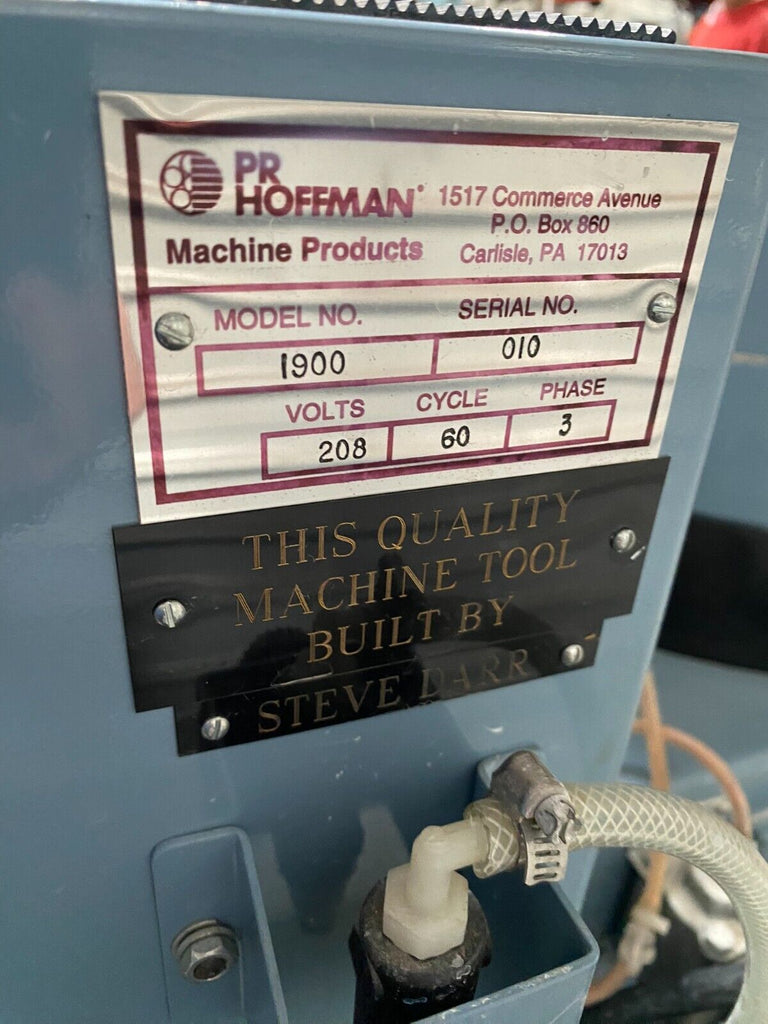 PR
HOFFMAN
Machine Products
1517 Commerce Avenue
P.O. Box 860
Carlisle, PA 17013
MODEL NO. SERIAL NO.
1900 010
VOLTS CYCLE PHASE
208 60 3
THIS QUALITY
MACHINE TOOL
BUILT BY
STEVE DARR